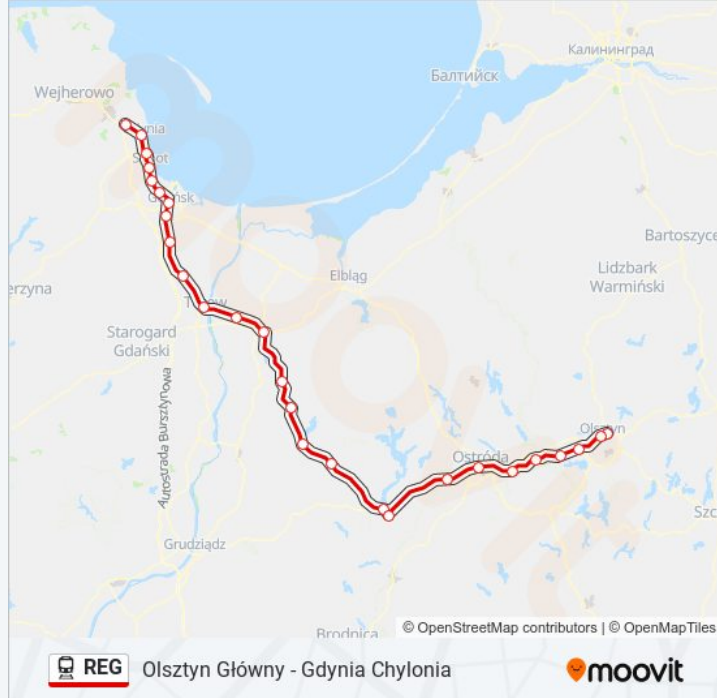 Калининград
Балтийск
Wejherowo
Bartoszyce
Lidzbark
Warmiński
Elbląg
Starogard
Gdański
Autostrada Bursztynowa
Olsztyn
Ostróda
Grudziądz
Brodnica
© OpenStreetMap contributors | © OpenMapTiles
REG Olsztyn Główny - Gdynia Chylonia moovit